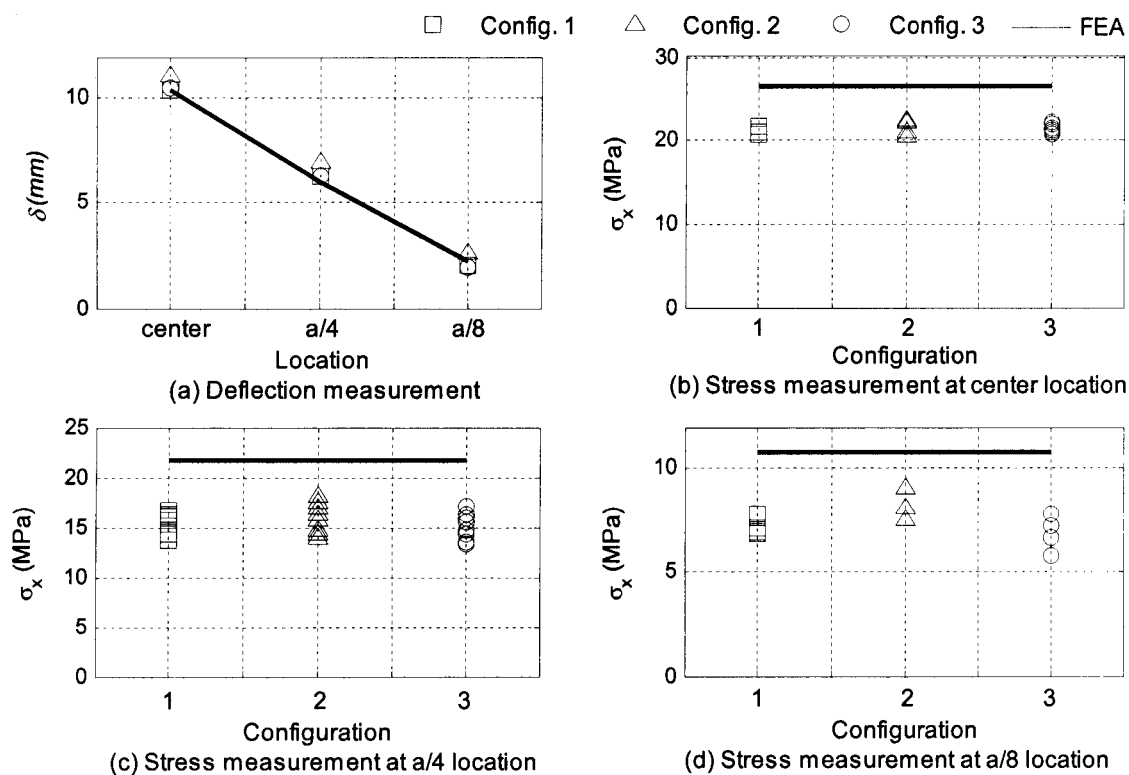 Config. 1 Config. 2 Config. 3 FEA
10
5
0
δ (mm)
center a/4 a/8
Location
(a) Deflection measurement
30
20
10
0
σx (MPa)
1 2 3
Configuration
(b) Stress measurement at center location
25
20
15
10
5
0
σx (MPa)
1 2 3
Configuration
(c) Stress measurement at a/4 location
10
5
0
σx (MPa)
1 2 3
Configuration
(d) Stress measurement at a/8 location